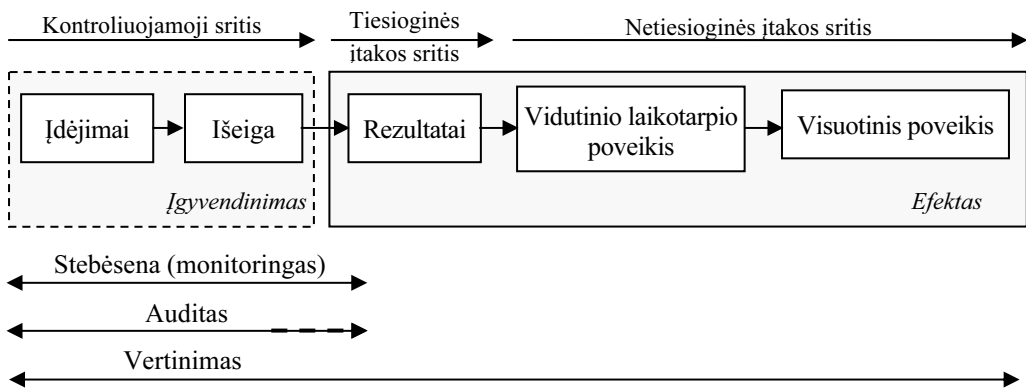 Kontroliuojamoji sritis
Tiesioginės
įtakos sritis
Netiesioginės įtakos sritis
Įdėjimai
Išeiga
Rezultatai
Vidutinio laikotarpio
poveikis
Visuotinis poveikis
Įgyvendinimas
Efektas
Stebėsena (monitoringas)
Auditas
Vertinimas